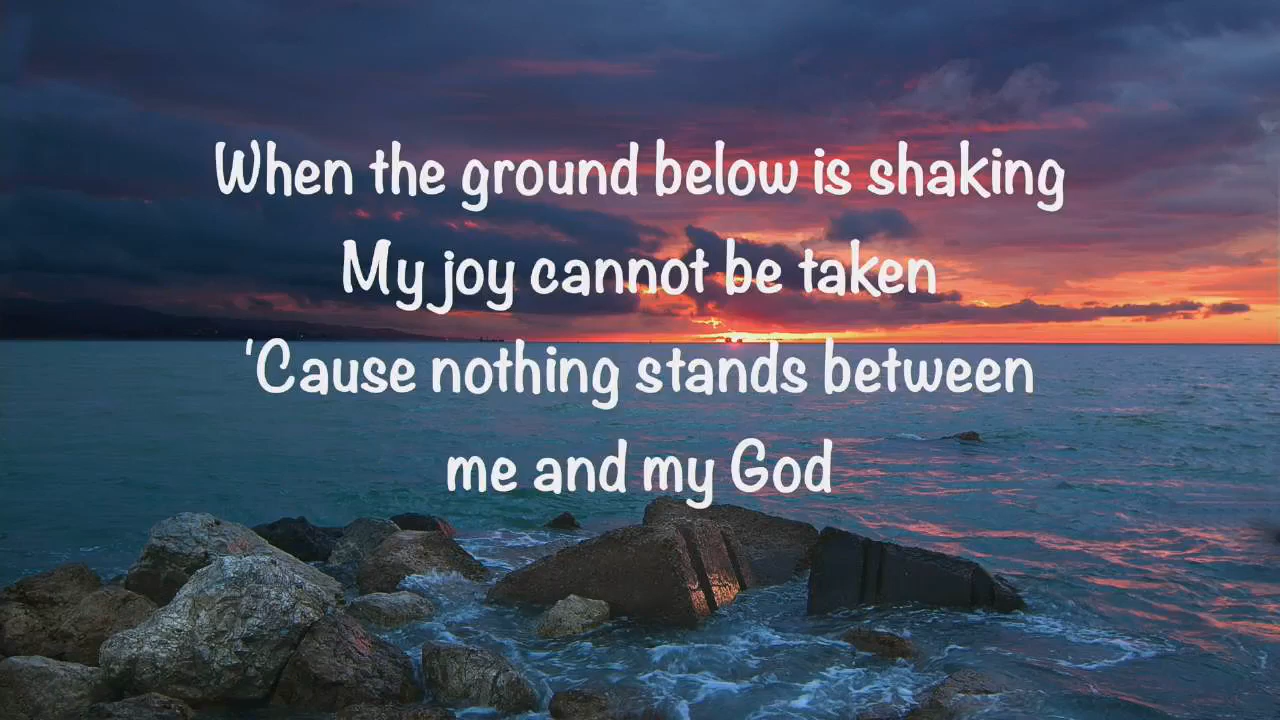 When the ground below is shaking
My joy cannot be taken
'Cause nothing stands between
me and my God